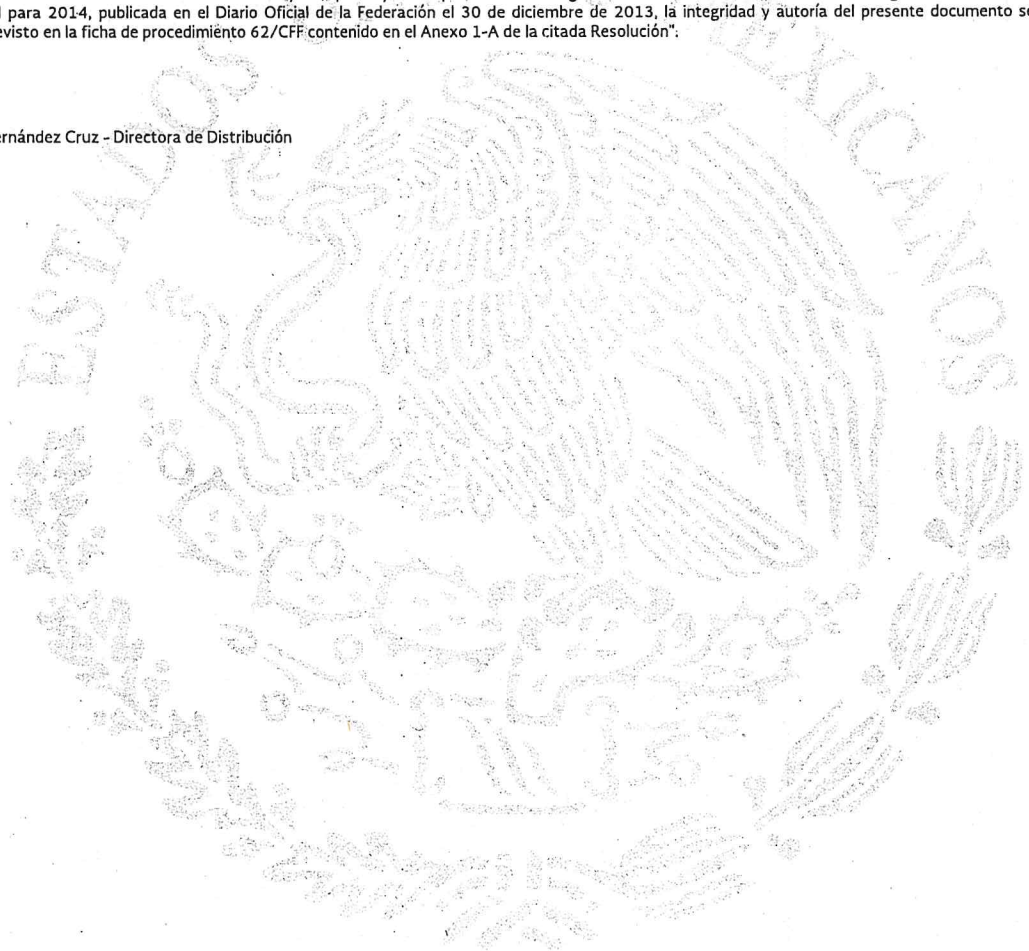 para 2014, publicada en el Diario Oficial de la Federación el 30 de diciembre de 2013, la integridad y autoría del presente documento
evisto en la ficha de procedimiento 62/CFF contenido en el Anexo 1-A de la citada Resolución":
ernández Cruz - Directora de Distribución
ESTADOS
MEXICANOS